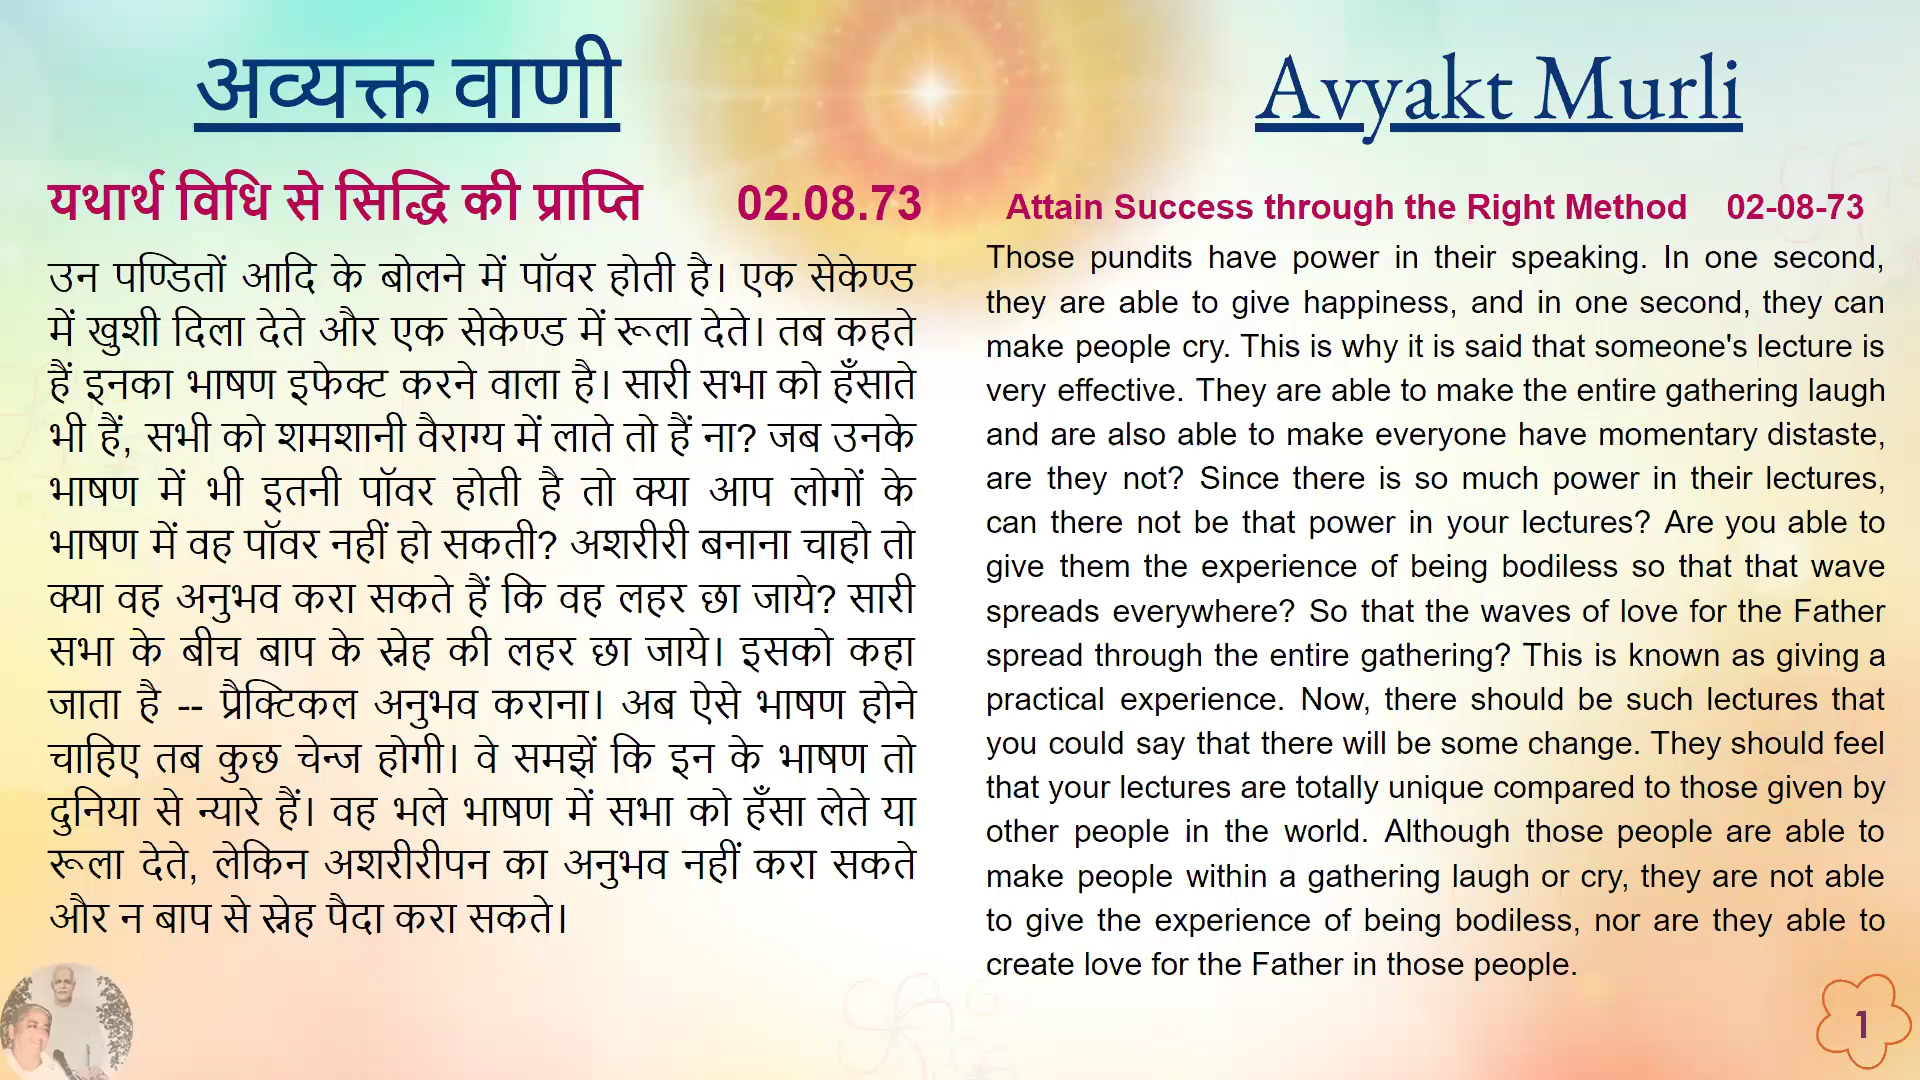 अव्यक्त वाणी
यथार्थ विधि से सिद्धि की प्राप्ति 02.08.73
उन पण्डितों आदि के बोलने में पॉवर होती है। एक सेकेण्ड
में खुशी दिला देते और एक सेकेण्ड में रूला देते। तब कहते
हैं इनका भाषण इफेक्ट करने वाला है। सारी सभा को हँसाते
भी हैं, सभी को शमशानी वैराग्य में लाते तो हैं ना? जब उनके
भाषण में भी इतनी पॉवर होती है तो क्या आप लोगों के
भाषण में वह पॉवर नहीं हो सकती? अशरीरी बनाना चाहो तो
क्या वह अनुभव करा सकते हैं कि वह लहर छा जाये? सारी
सभा के बीच बाप के स्नेह की लहर छा जाये। इसको कहा
जाता है -- प्रैक्टिकल अनुभव कराना। अब ऐसे भाषण होने
चाहिए तब कुछ चेन्ज होगी। वे समझें कि इन के भाषण तो
दुनिया से न्यारे हैं। वह भले भाषण में सभा को हँसा लेते या
रूला देते, लेकिन अशरीरीपन का अनुभव नहीं करा सकते
और न बाप से स्नेह पैदा करा सकते।
Avyakt Murli
Attain Success through the Right Method 02-08-73
Those pundits have power in their speaking. In one second,
they are able to give happiness, and in one second, they can
make people cry. This is why it is said that someone's lecture is
very effective. They are able to make the entire gathering laugh
and are also able to make everyone have momentary distaste,
are they not? Since there is so much power in their lectures,
can there not be that power in your lectures? Are you able to
give them the experience of being bodiless so that that wave
spreads everywhere? So that the waves of love for the Father
spread through the entire gathering? This is known as giving a
practical experience. Now, there should be such lectures that
you could say that there will be some change. They should feel
that your lectures are totally unique compared to those given by
other people in the world. Although those people are able to
make people within a gathering laugh or cry, they are not able
to give the experience of being bodiless, nor are they able to
create love for the Father in those people.
1